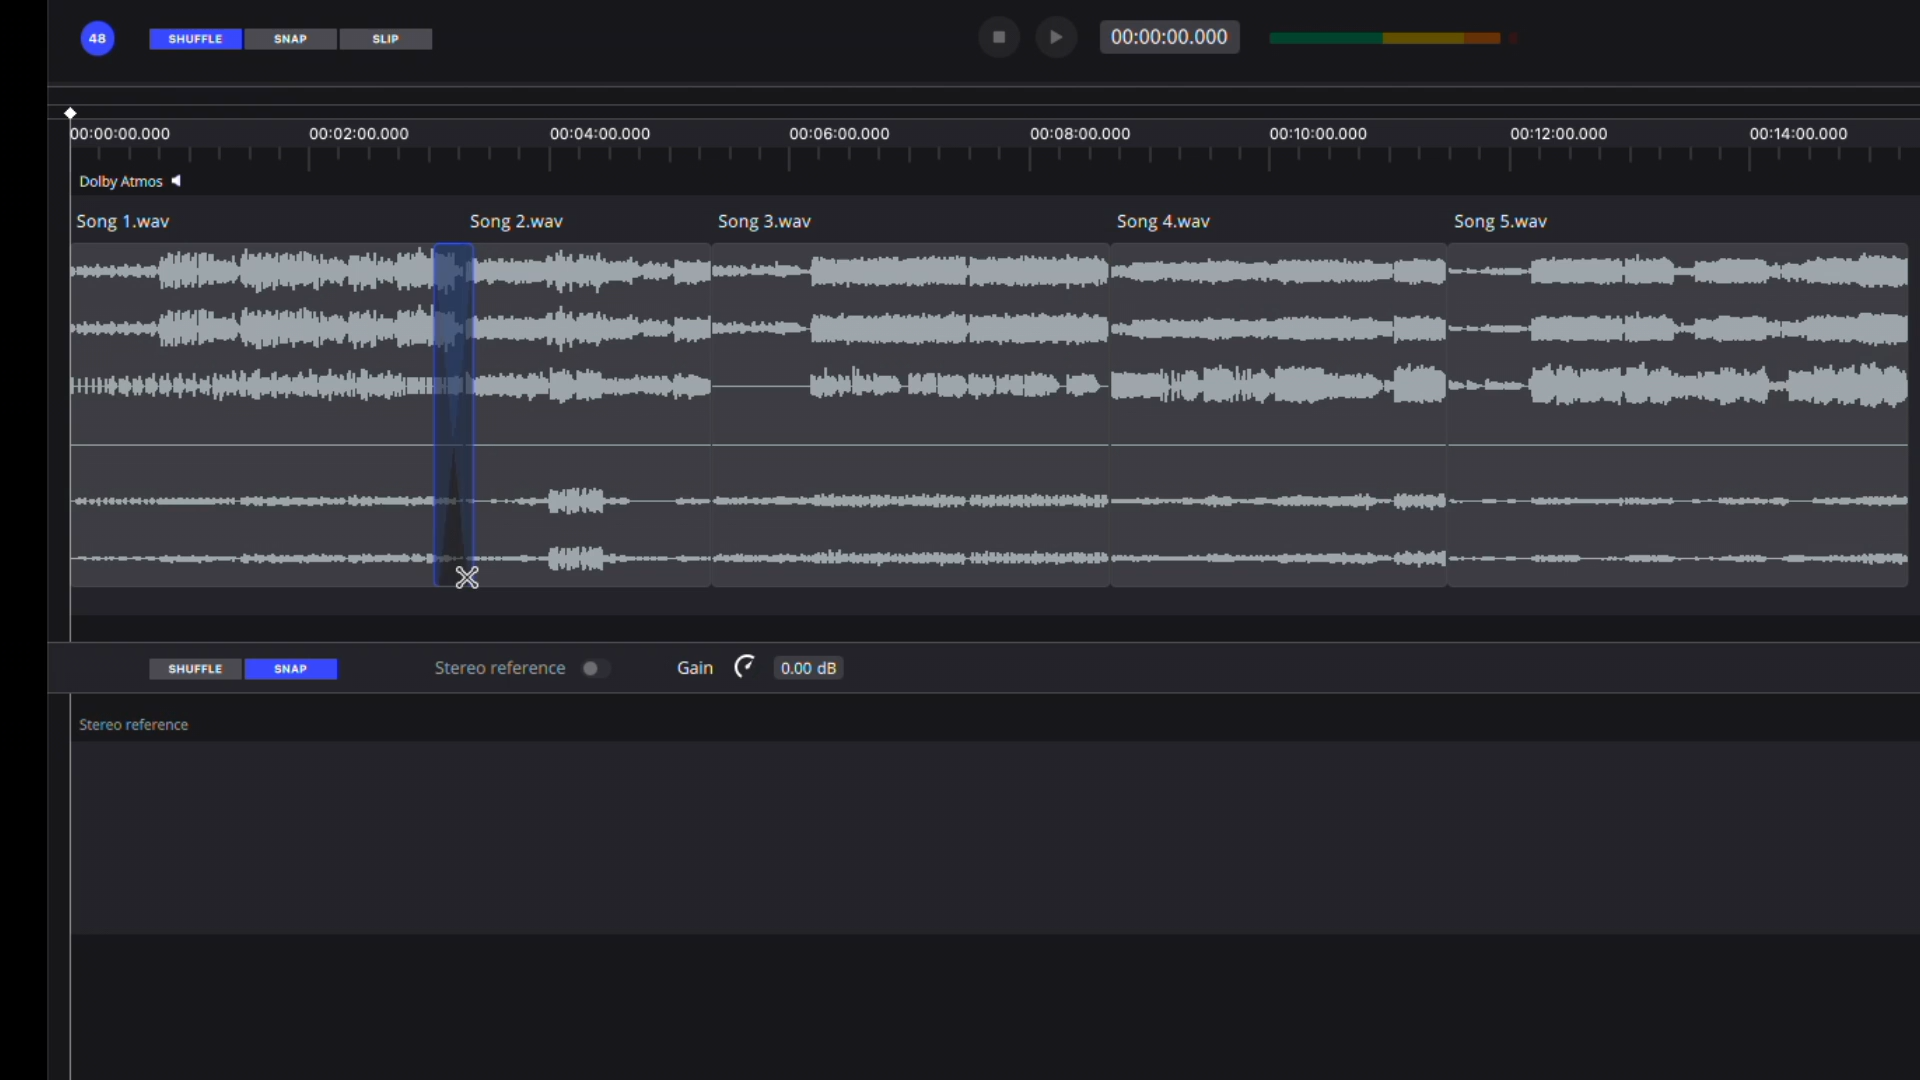 48 SHUFFLE SNAP SLIP 00:00:00.000
00:00:00.000 00:02:00.000 00:04:00.000 00:06:00.000 00:08:00.000 00:10:00.000 00:12:00.000 00:14:00.000
Dolby Atmos
Song 1.wav Song 2.wav Song 3.wav Song 4.wav Song 5.wav
SHUFFLE SNAP Stereo reference Gain 0.00 dB
Stereo reference